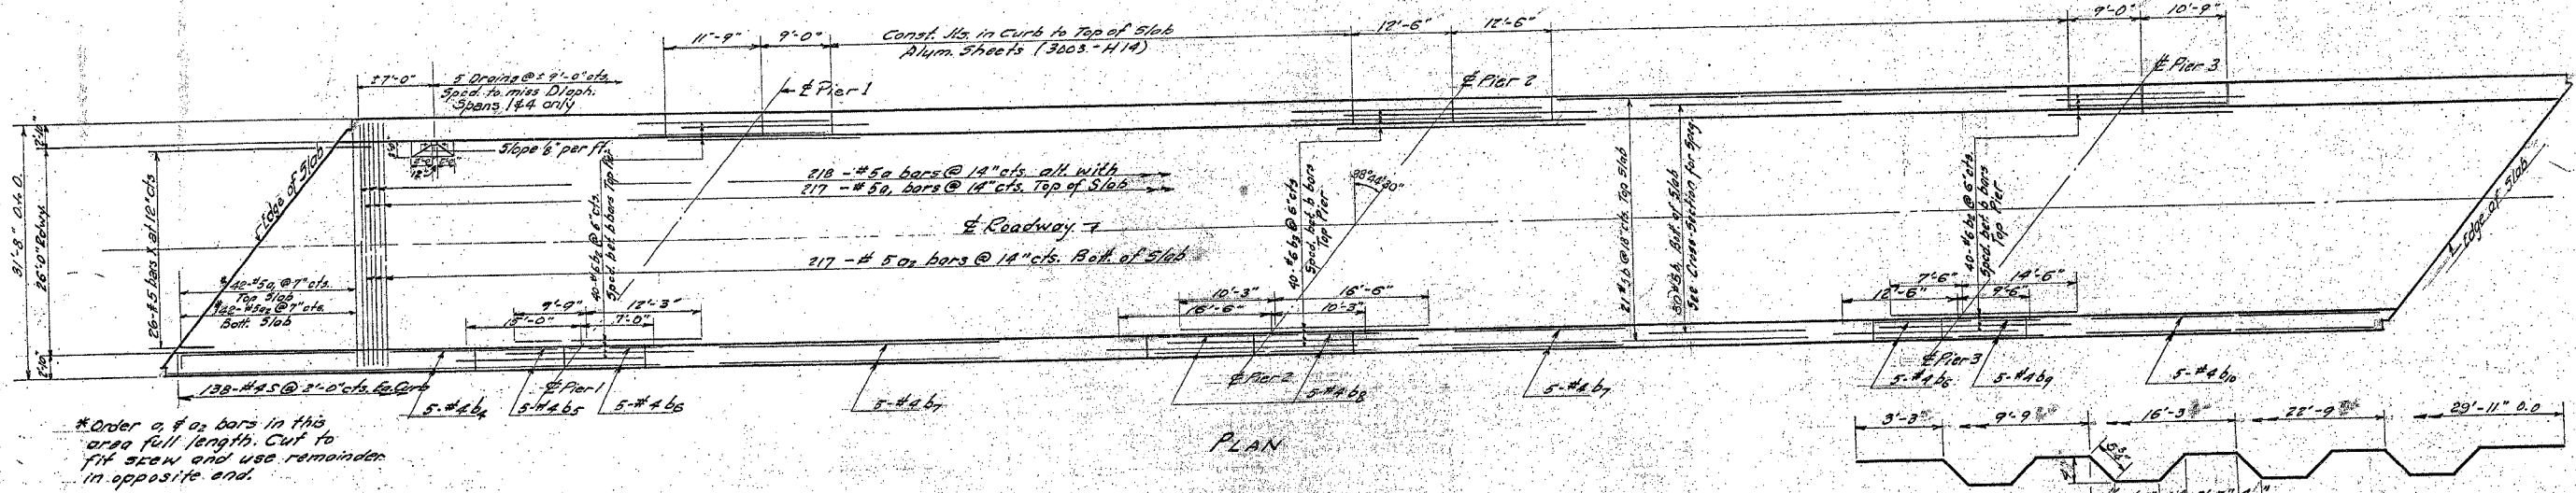 11'-9"
9'-0"
Const. Jts. in Curb to Top of Slab
Alum. Sheets (3003-H14)
12'-6"
12'-6"
9'-0"
10'-9"
±7'-0"
5 Drains @ ± 9'-0" cts.
Spcd. to miss Diaph.
Spans 1 & 4 only
℄ Pier 1
℄ Pier 2
℄ Pier 3
31'-8" O. to O.
26'-0" Rdwy.
26-#5 bars X at 12" cts
Edge of Slab
Slope ⅛" per ft.
218 - #5a bars @ 14" cts. alt. with
217 - #5a, bars @ 14" cts. Top of Slab
℄ Roadway
217 - #5a₂ bars @ 14" cts. Bott. of Slab
40-#6 b₂ @ 6" cts.
Spcd. bet. b bars Top Pier
40-#6 b₃ @ 6" cts
Spcd. bet. b bars
Top Pier
21 #5b @ 18" cts. Top Slab
Bott. of Slab
See Cross-Section for Spcg.
40-#6 b₂ @ 6" cts.
Spcd. bet. b bars
Top Pier
Edge of Slab
*42-#5a, @ 7" cts.
Top Slab
*42-#5a₂ @ 7" cts.
Bott. Slab
9'-9"
12'-3"
15'-0"
7'-0"
10'-3"
16'-6"
16'-6"
10'-3"
7'-6"
14'-6"
12'-6"
9'-6"
138-#4S @ 2'-0" cts. Ea. Curb
℄ Pier 1
℄ Pier 2
℄ Pier 3
5-#4 b₄
5-#4 b₅
5-#4 b₆
5-#4 b₇
5-#4 b₈
5-#4 b₇
5-#4 b₆
5-#4 b₉
5-#4 b₁₀
*Order a, & a₂ bars in this
area full length. Cut to
fit skew and use remainder
in opposite end.
PLAN
3'-3"
9'-9
16'-3
22'-9
29'-11" O.O